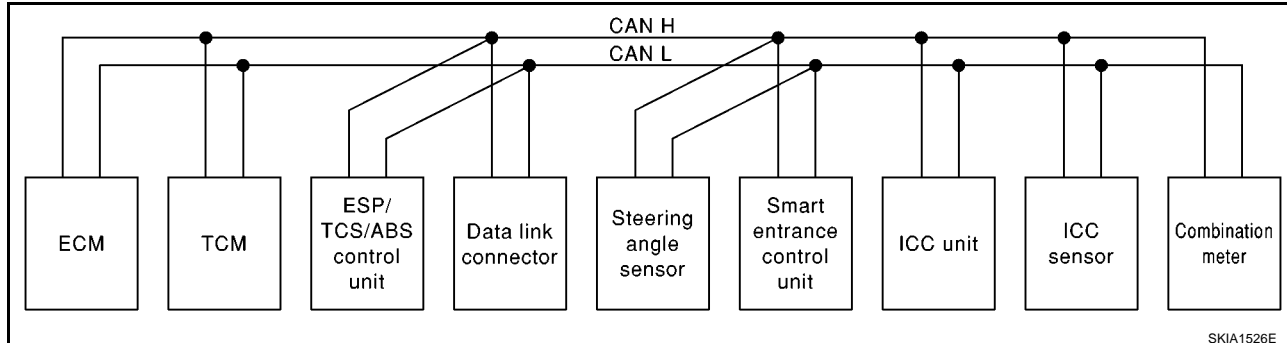 CAN H
CAN L
ECM
TCM
ESP/
TCS/ABS
control
unit
Data link
connector
Steering
angle
sensor
Smart
entrance
control
unit
ICC unit
ICC
sensor
Combination
meter
SKIA1526E